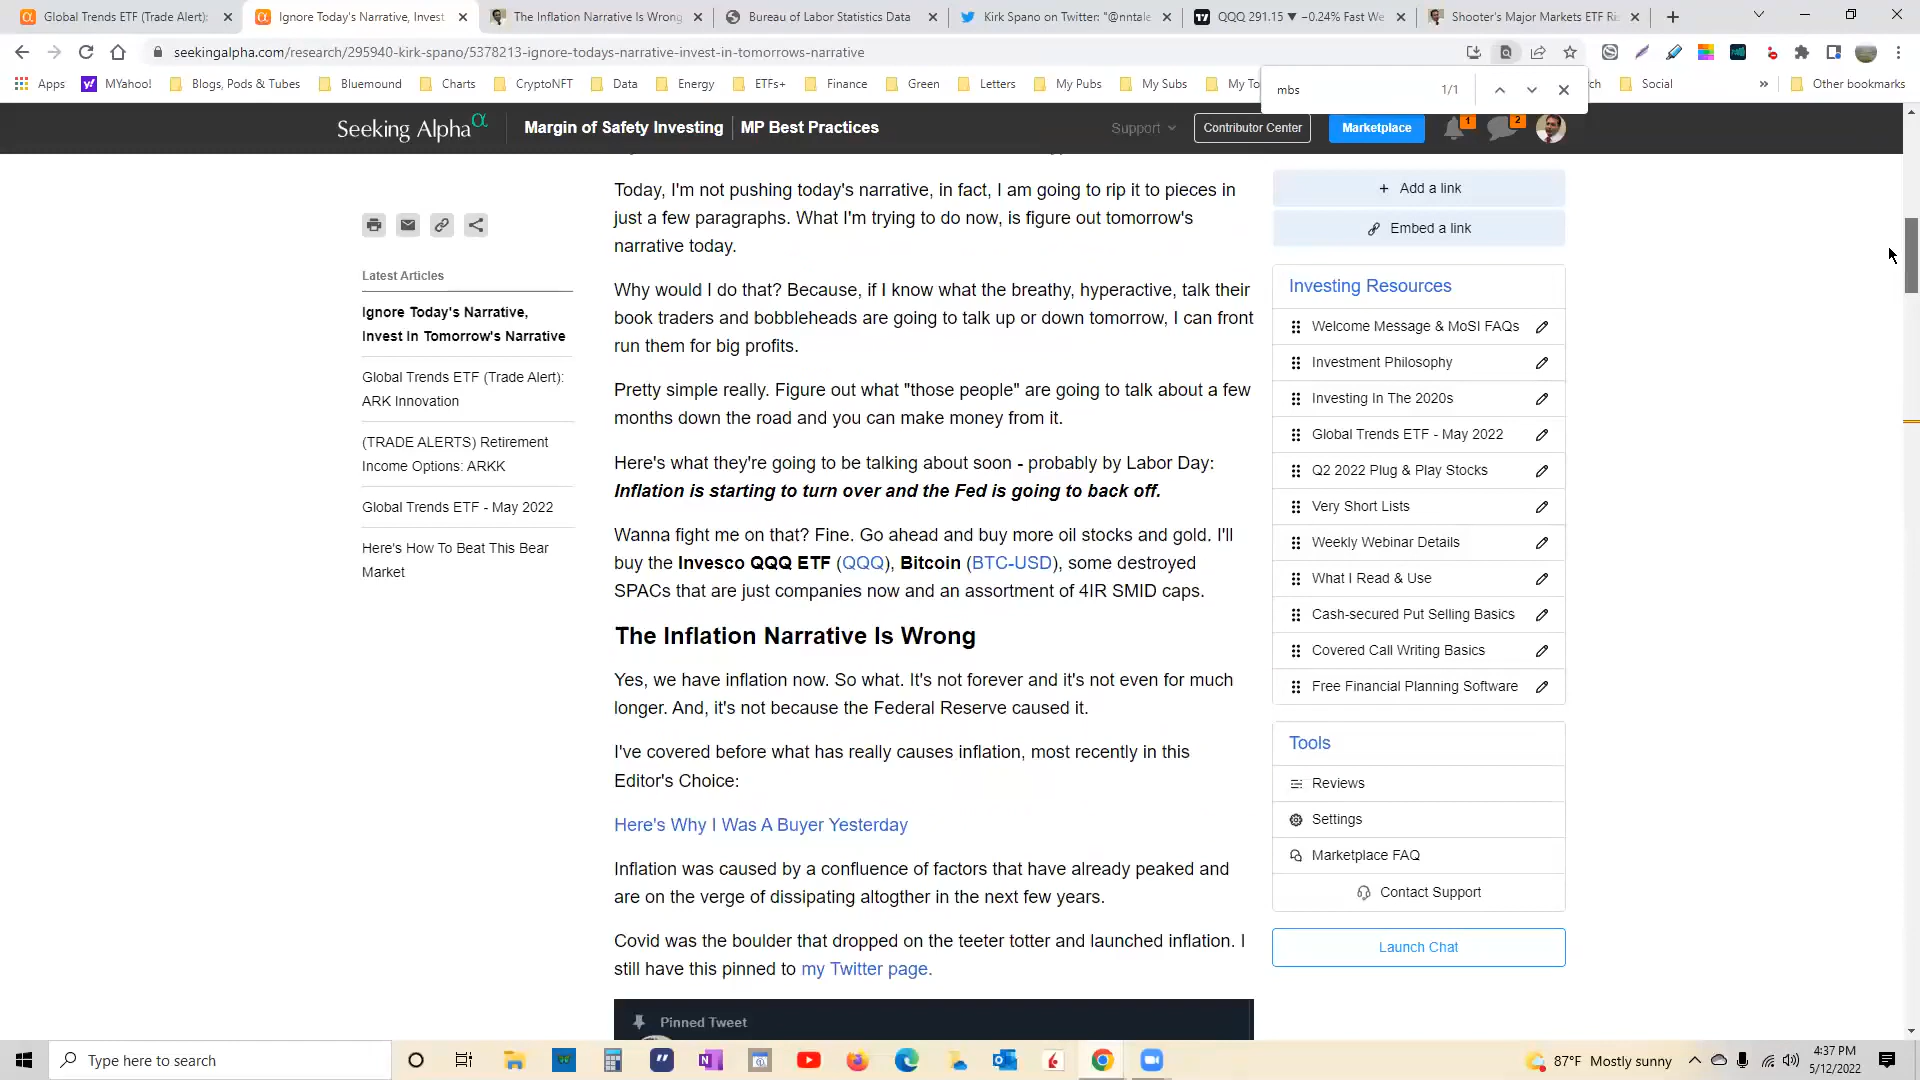 Global Trends ETF (Trade Alert):
Ignore Today's Narrative, Invest
The Inflation Narrative Is Wrong
Bureau of Labor Statistics Data
Kirk Spano on Twitter: "@nntale
QQQ 291.15 ▼ −0.24% Fast We
Shooter's Major Markets ETF Ri
seekingalpha.com/research/295940-kirk-spano/5378213-ignore-todays-narrative-invest-in-tomorrows-narrative
Apps
MYahoo!
Blogs, Pods & Tubes
Bluemound
Charts
CryptoNFT
Data
Energy
ETFs+
Finance
Green
Letters
My Pubs
My Subs
My To
ch
Social
»
Other bookmarks
mbs
1/1
Seeking Alpha α
Margin of Safety Investing
MP Best Practices
Support
Contributor Center
Marketplace
1
2
Latest Articles
Ignore Today's Narrative,
Invest In Tomorrow's Narrative
Global Trends ETF (Trade Alert):
ARK Innovation
(TRADE ALERTS) Retirement
Income Options: ARKK
Global Trends ETF - May 2022
Here's How To Beat This Bear
Market
Today, I'm not pushing today's narrative, in fact, I am going to rip it to pieces in
just a few paragraphs. What I'm trying to do now, is figure out tomorrow's
narrative today.
Why would I do that? Because, if I know what the breathy, hyperactive, talk their
book traders and bobbleheads are going to talk up or down tomorrow, I can front
run them for big profits.
Pretty simple really. Figure out what "those people" are going to talk about a few
months down the road and you can make money from it.
Here's what they're going to be talking about soon - probably by Labor Day:
Inflation is starting to turn over and the Fed is going to back off.
Wanna fight me on that? Fine. Go ahead and buy more oil stocks and gold. I'll
buy the Invesco QQQ ETF (QQQ), Bitcoin (BTC-USD), some destroyed
SPACs that are just companies now and an assortment of 4IR SMID caps.
The Inflation Narrative Is Wrong
Yes, we have inflation now. So what. It's not forever and it's not even for much
longer. And, it's not because the Federal Reserve caused it.
I've covered before what has really causes inflation, most recently in this
Editor's Choice:
Here's Why I Was A Buyer Yesterday
Inflation was caused by a confluence of factors that have already peaked and
are on the verge of dissipating altogther in the next few years.
Covid was the boulder that dropped on the teeter totter and launched inflation. I
still have this pinned to my Twitter page.
Pinned Tweet
+ Add a link
Embed a link
Investing Resources
Welcome Message & MoSI FAQs
Investment Philosophy
Investing In The 2020s
Global Trends ETF - May 2022
Q2 2022 Plug & Play Stocks
Very Short Lists
Weekly Webinar Details
What I Read & Use
Cash-secured Put Selling Basics
Covered Call Writing Basics
Free Financial Planning Software
Tools
Reviews
Settings
Marketplace FAQ
Contact Support
Launch Chat
Type here to search
87°F Mostly sunny
4:37 PM
5/12/2022